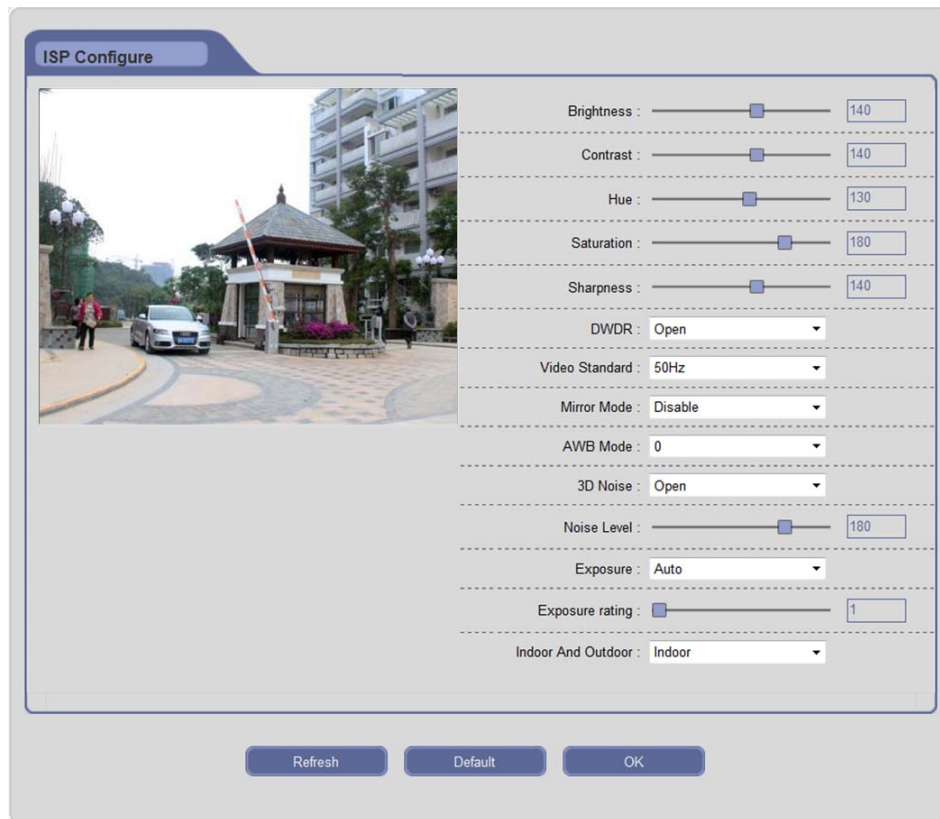 ISP Configure
Brightness : 140
Contrast : 140
Hue : 130
Saturation : 180
Sharpness : 140
DWDR : Open
Video Standard : 50Hz
Mirror Mode : Disable
AWB Mode : 0
3D Noise : Open
Noise Level : 180
Exposure : Auto
Exposure rating : 1
Indoor And Outdoor : Indoor
Refresh Default OK